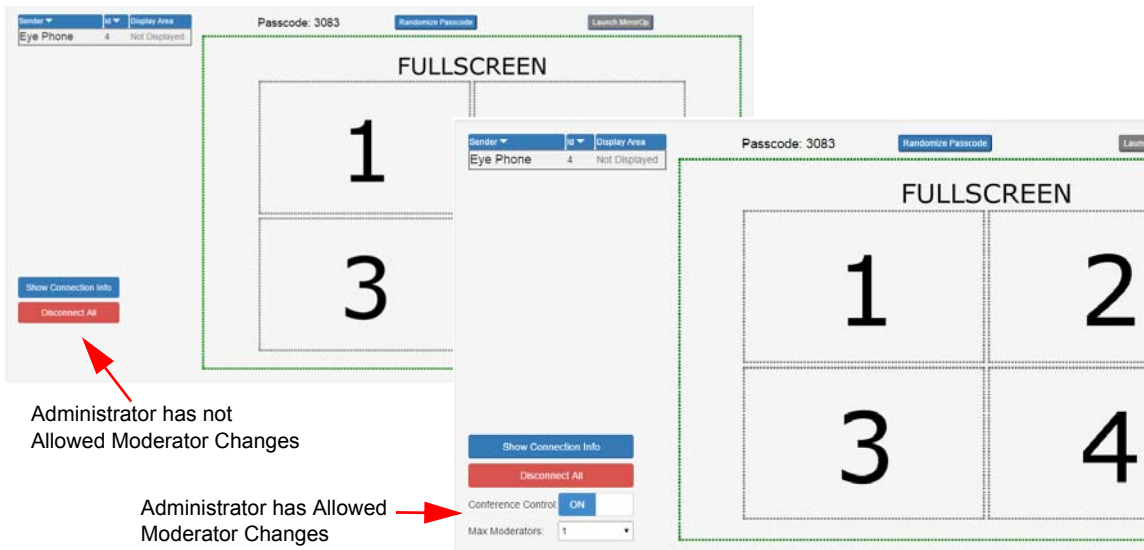 Sender Id Display Area
Eye Phone 4 Not Displayed
Passcode: 3083
Randomize Passcode
Launch MirrorOp
FULLSCREEN
1
3
Show Connection Info
Disconnect All
Administrator has not
Allowed Moderator Changes
Sender Id Display Area
Eye Phone 4 Not Displayed
Passcode: 3083
Randomize Passcode
Laun
FULLSCREEN
1 2
3 4
Show Connection Info
Disconnect All
Conference Control: ON
Max Moderators: 1
Administrator has Allowed
Moderator Changes